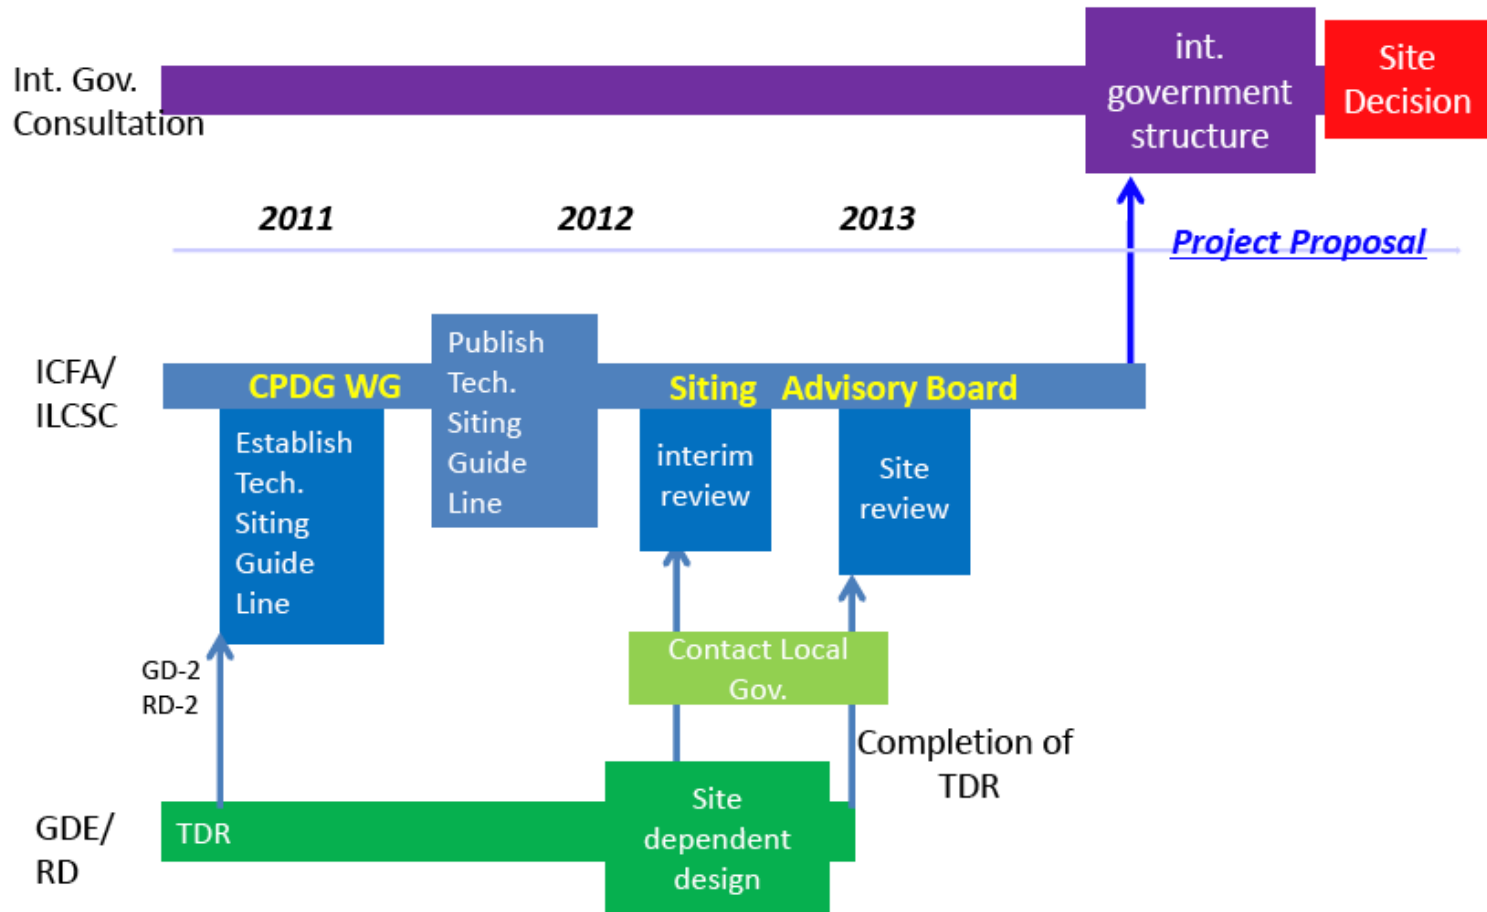 Int. Gov.
Consultation
int.
government
structure
Site
Decision
2011 2012 2013
Project Proposal
ICFA/
ILCSC
CPDG WG
Publish
Tech.
Siting
Guide
Line
Siting Advisory Board
Establish
Tech.
Siting
Guide
Line
interim
review
Site
review
GD-2
RD-2
Contact Local
Gov.
Completion of
TDR
GDE/
RD
TDR
Site
dependent
design